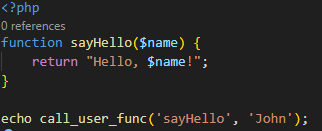 <?php
0 references
function sayHello($name) {
    return "Hello, $name!";
}
echo call_user_func('sayHello', 'John');